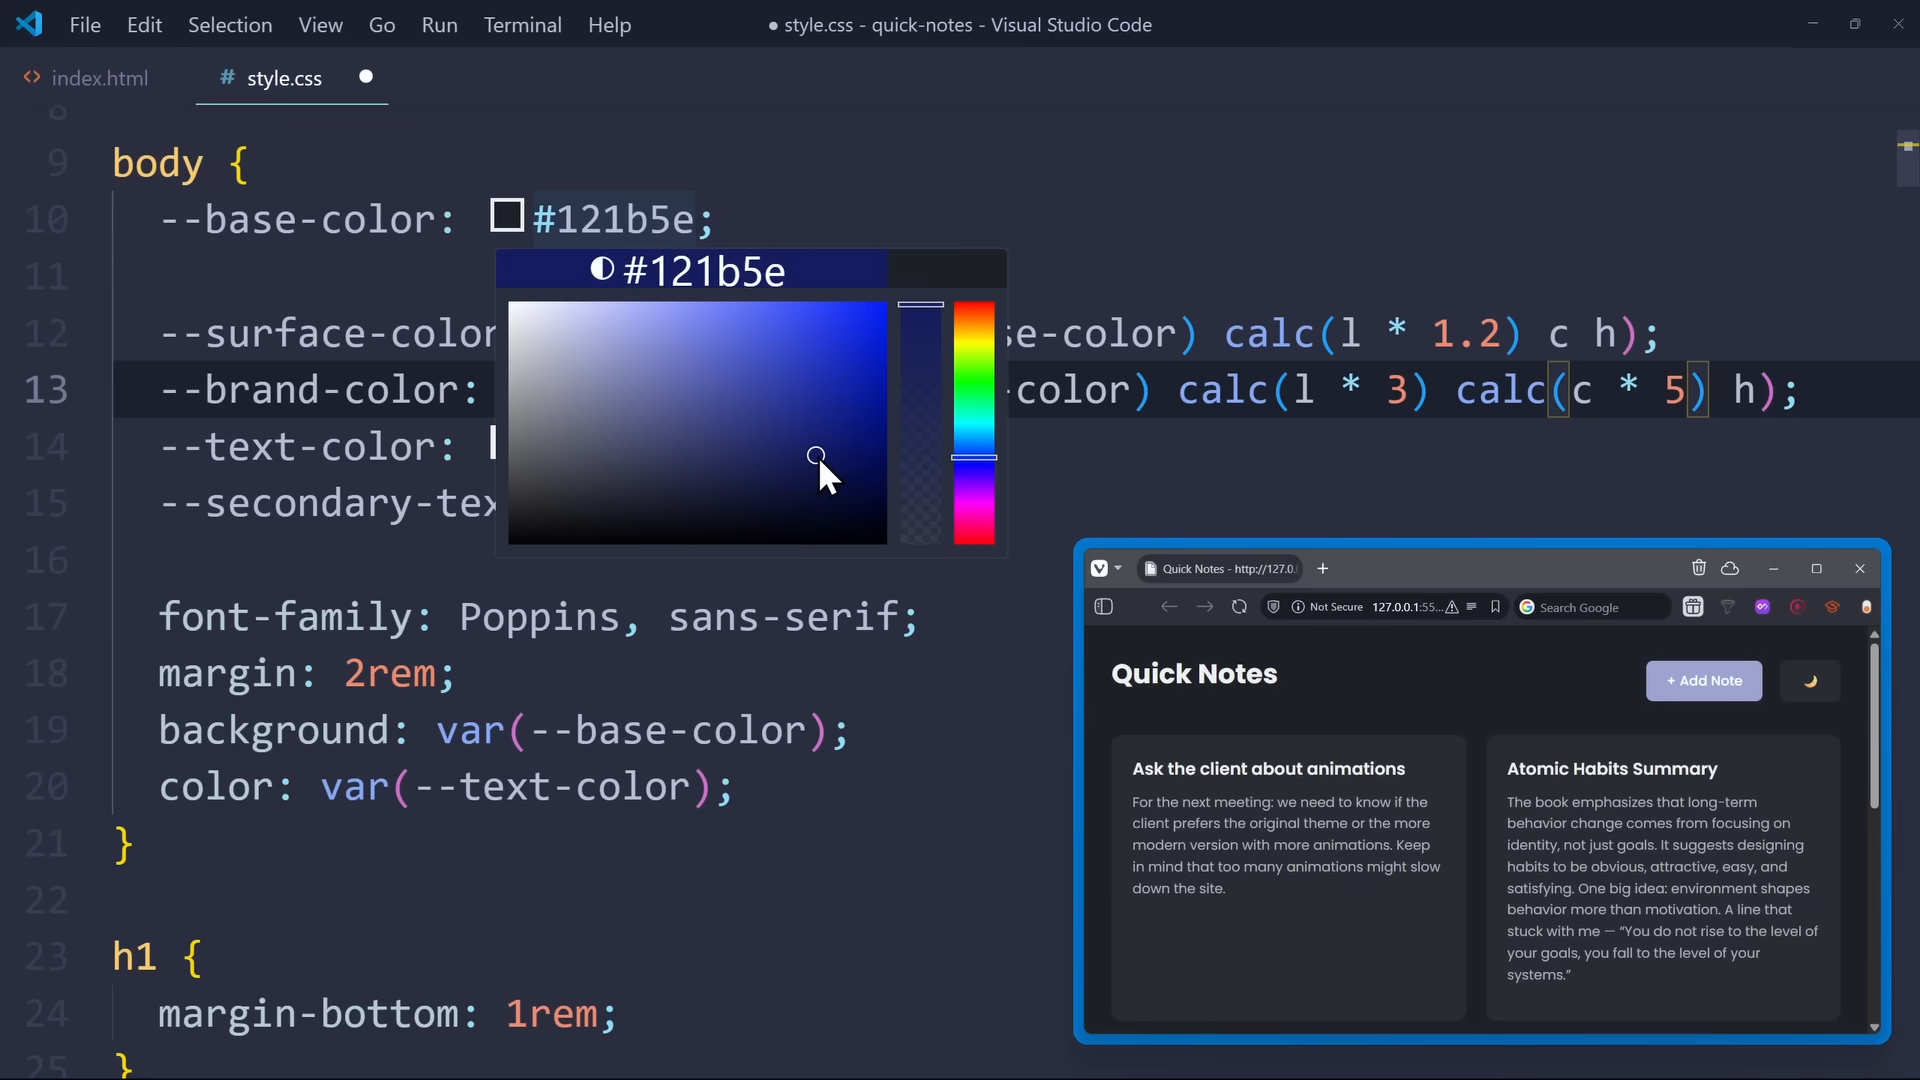 File Edit Selection View Go Run Terminal Help
● style.css - quick-notes - Visual Studio Code
<> index.html
# style.css
8
9 body {
10 --base-color: #121b5e;
#121b5e
11
12 --surface-color se-color) calc(l * 1.2) c h);
13 --brand-color: -color) calc(l * 3) calc(c * 5) h);
14 --text-color:
15 --secondary-tex
16
17 font-family: Poppins, sans-serif;
18 margin: 2rem;
19 background: var(--base-color);
20 color: var(--text-color);
21 }
22
23 h1 {
24 margin-bottom: 1rem;
25 }
Quick Notes - http://127.0.
Not Secure 127.0.0.1:55... Search Google
Quick Notes
+ Add Note
Ask the client about animations
For the next meeting: we need to know if the
client prefers the original theme or the more
modern version with more animations. Keep
in mind that too many animations might slow
down the site.
Atomic Habits Summary
The book emphasizes that long-term
behavior change comes from focusing on
identity, not just goals. It suggests designing
habits to be obvious, attractive, easy, and
satisfying. One big idea: environment shapes
behavior more than motivation. A line that
stuck with me — “You do not rise to the level of
your goals, you fall to the level of your
systems.”